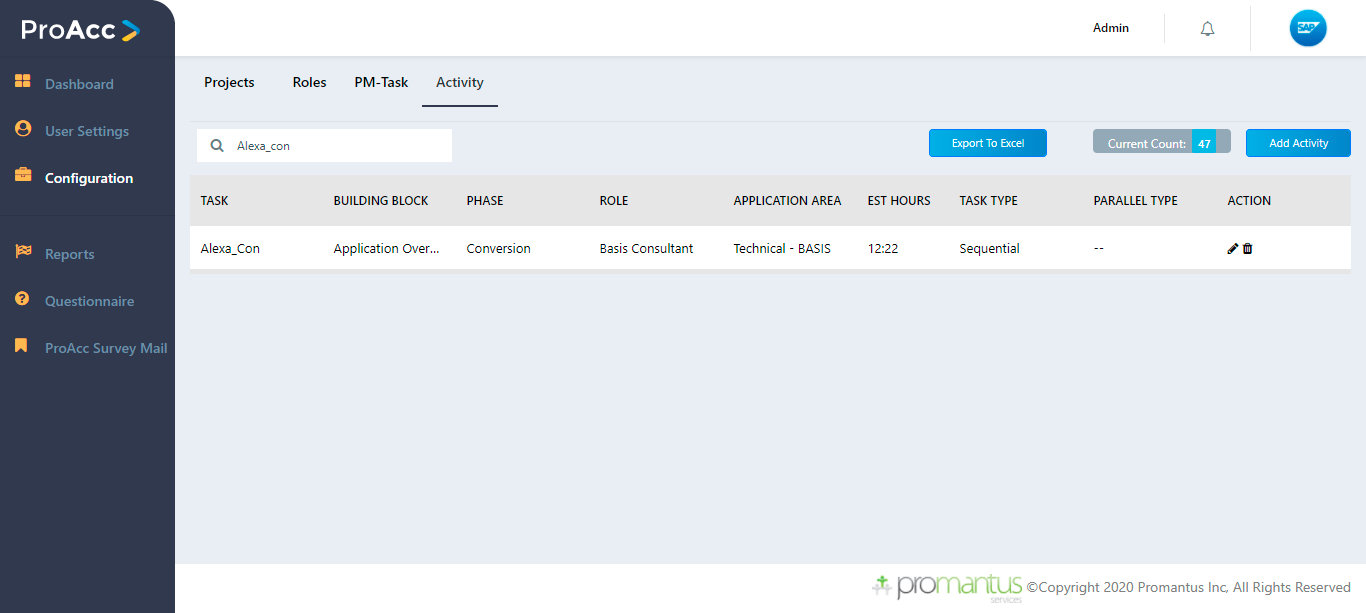 ProAcc
Admin
SAP
Dashboard
User Settings
Configuration
Reports
Questionnaire
ProAcc Survey Mail
Projects Roles PM-Task Activity
Alexa_con Export To Excel Current Count: 47 Add Activity
TASK BUILDING BLOCK PHASE ROLE APPLICATION AREA EST HOURS TASK TYPE PARALLEL TYPE ACTION
Alexa_Con Application Over... Conversion Basis Consultant Technical - BASIS 12:22 Sequential --
promantus services ©Copyright 2020 Promantus Inc, All Rights Reserved